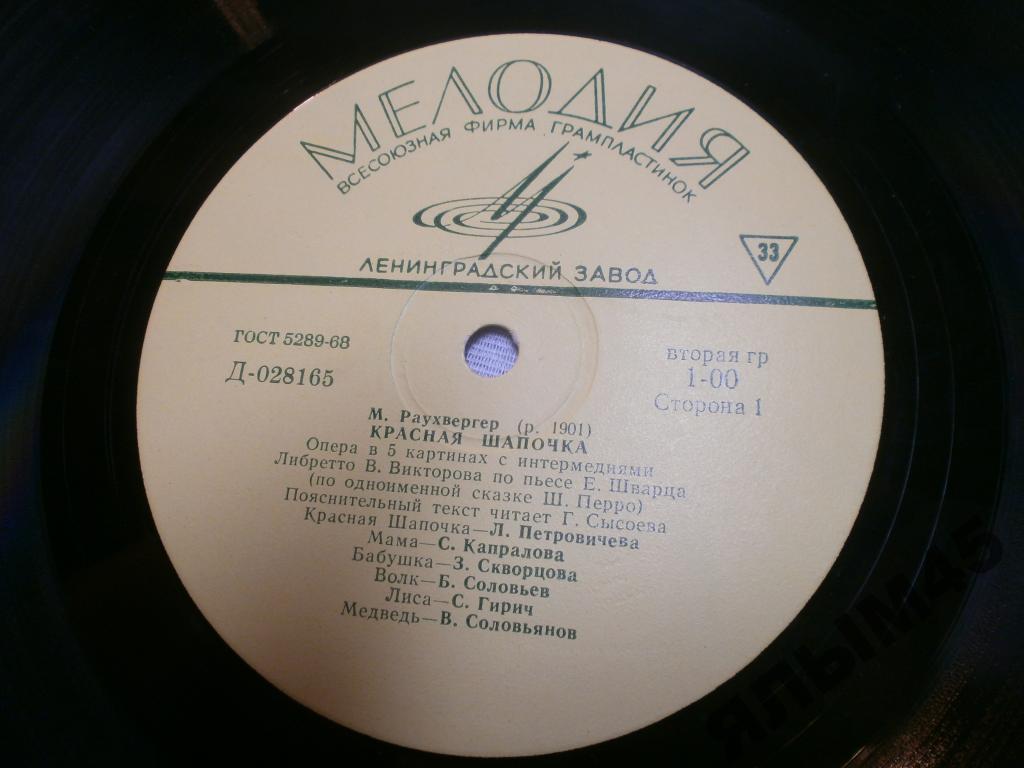 МЕЛОДИЯ
ВСЕСОЮЗНАЯ ФИРМА ГРАМПЛАСТИНОК
33
ЛЕНИНГРАДСКИЙ ЗАВОД
ГОСТ 5289-68
Д-028165
вторая гр
1-00
Сторона 1
М. Раухвергер (р. 1901)
КРАСНАЯ ШАПОЧКА
Опера в 5 картинах с интермедиями
Либретто В. Викторова по пьесе Е. Шварца
(по одноименной сказке Ш. Перро)
Пояснительный текст читает Г. Сысоева
Красная Шапочка—Л. Петровичева
Мама—С. Капралова
Бабушка—З. Скворцова
Волк—Б. Соловьев
Лиса—С. Гирич
Медведь—В. Соловьянов
ЯЛЫМ45